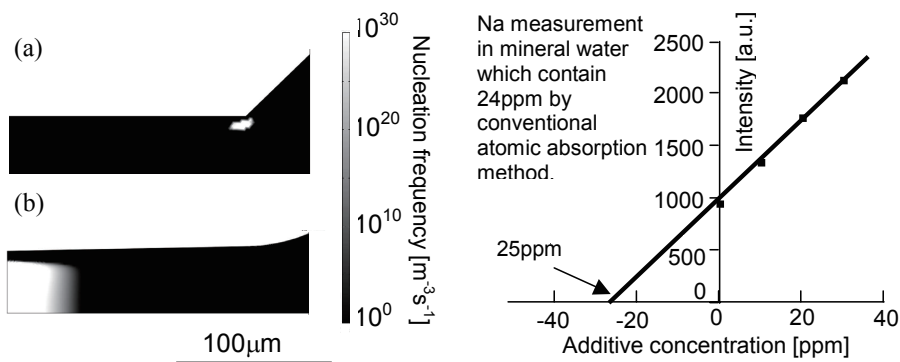 (a)
(b)
10^30
10^20
10^10
10^0
Nucleation frequency [m^-3s^-1]
100μm
Na measurement
in mineral water
which contain
24ppm by
conventional
atomic absorption
method.
25ppm
2500
2000
1500
1000
500
0
Intensity [a.u.]
-40
-20
0
20
40
Additive concentration [ppm]